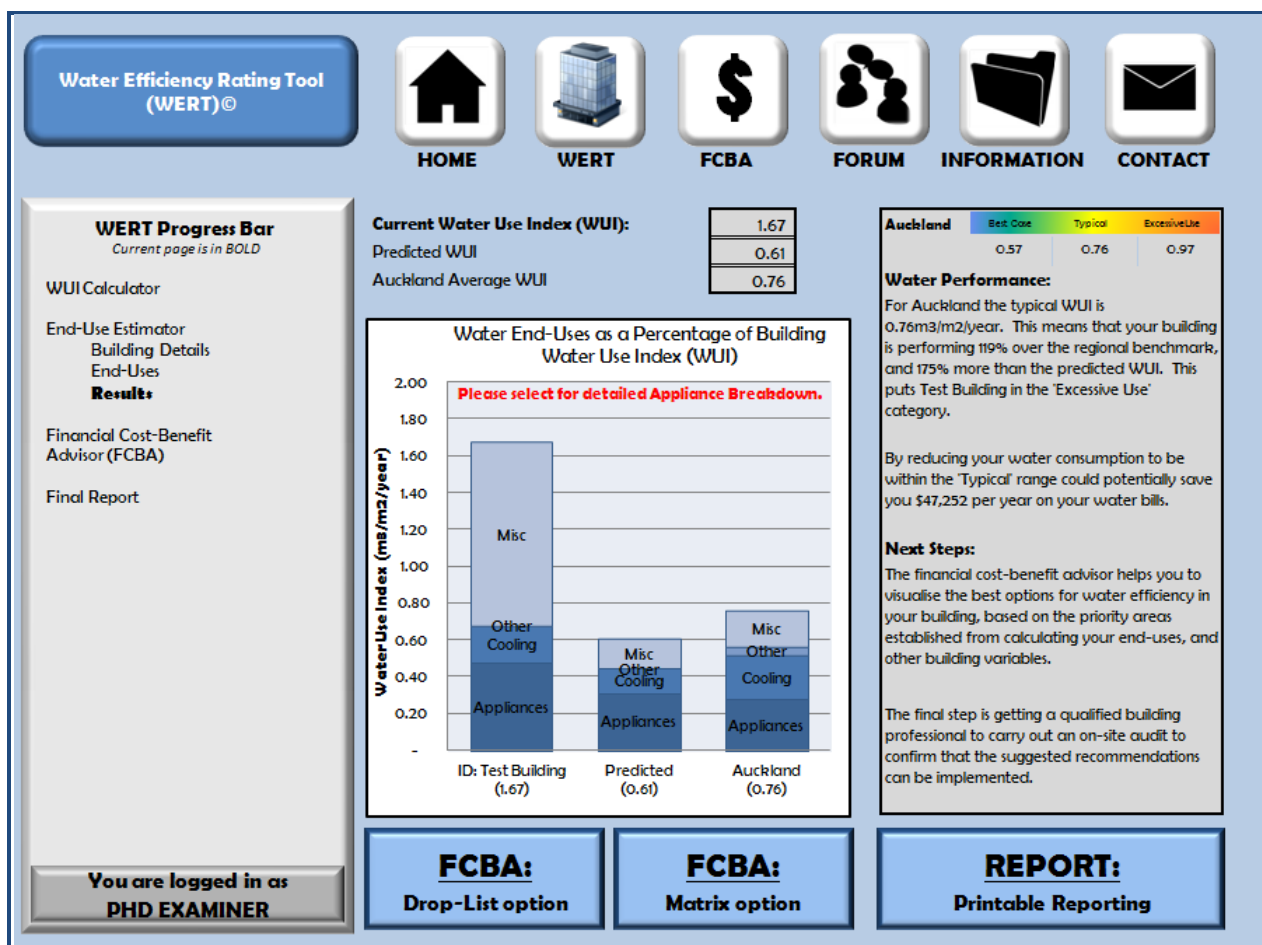 Water Efficiency Rating Tool
(WERT)©
HOME
WERT
FCBA
FORUM
INFORMATION
CONTACT
WERT Progress Bar
Current page is in BOLD
WUI Calculator
End-Use Estimator
Building Details
End-Uses
Results
Financial Cost-Benefit
Advisor (FCBA)
Final Report
You are logged in as
PHD EXAMINER
Current Water Use Index (WUI): 1.67
Predicted WUI 0.61
Auckland Average WUI 0.76
Water End-Uses as a Percentage of Building
Water Use Index (WUI)
Please select for detailed Appliance Breakdown.
Water Use Index (m3/m2/year)
2.00
1.80
1.60
1.40
1.20
1.00
0.80
0.60
0.40
0.20
-
Misc
Other
Cooling
Appliances
Misc
Other
Cooling
Appliances
Misc
Other
Cooling
Appliances
ID: Test Building
(1.67)
Predicted
(0.61)
Auckland
(0.76)
FCBA:
Drop-List option
FCBA:
Matrix option
Auckland Best Case Typical Excessive Use
0.57 0.76 0.97
Water Performance:
For Auckland the typical WUI is
0.76m3/m2/year. This means that your building
is performing 119% over the regional benchmark,
and 175% more than the predicted WUI. This
puts Test Building in the 'Excessive Use'
category.
By reducing your water consumption to be
within the 'Typical' range could potentially save
you $47,252 per year on your water bills.
Next Steps:
The financial cost-benefit advisor helps you to
visualise the best options for water efficiency in
your building, based on the priority areas
established from calculating your end-uses, and
other building variables.
The final step is getting a qualified building
professional to carry out an on-site audit to
confirm that the suggested recommendations
can be implemented.
REPORT:
Printable Reporting